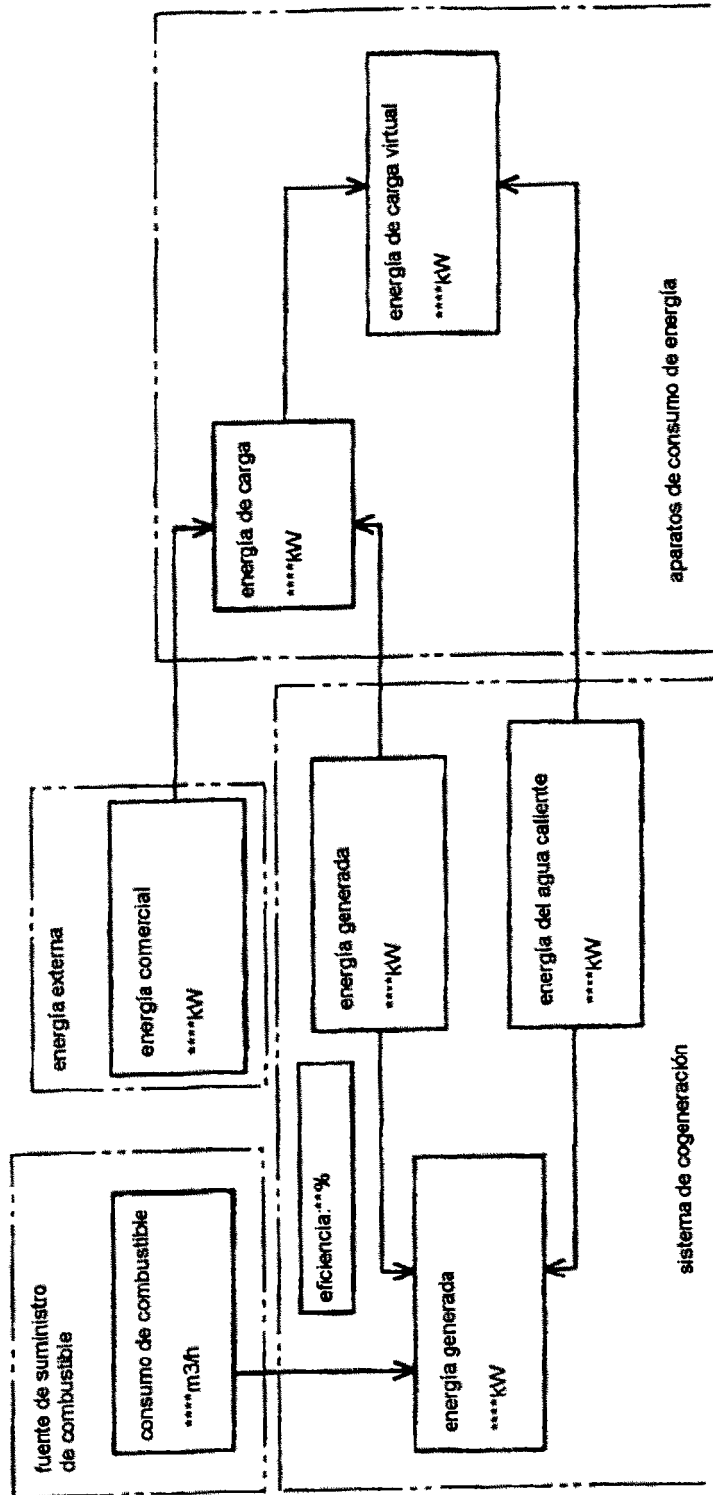 fuente de suministro
de combustible
consumo de combustible
****m3/h
energía externa
energía comercial
****kW
eficiencia:**%
energía generada
****kW
energía generada
****kW
energía del agua caliente
****kW
sistema de cogeneración
energía de carga
****kW
energía de carga virtual
****kW
aparatos de consumo de energía